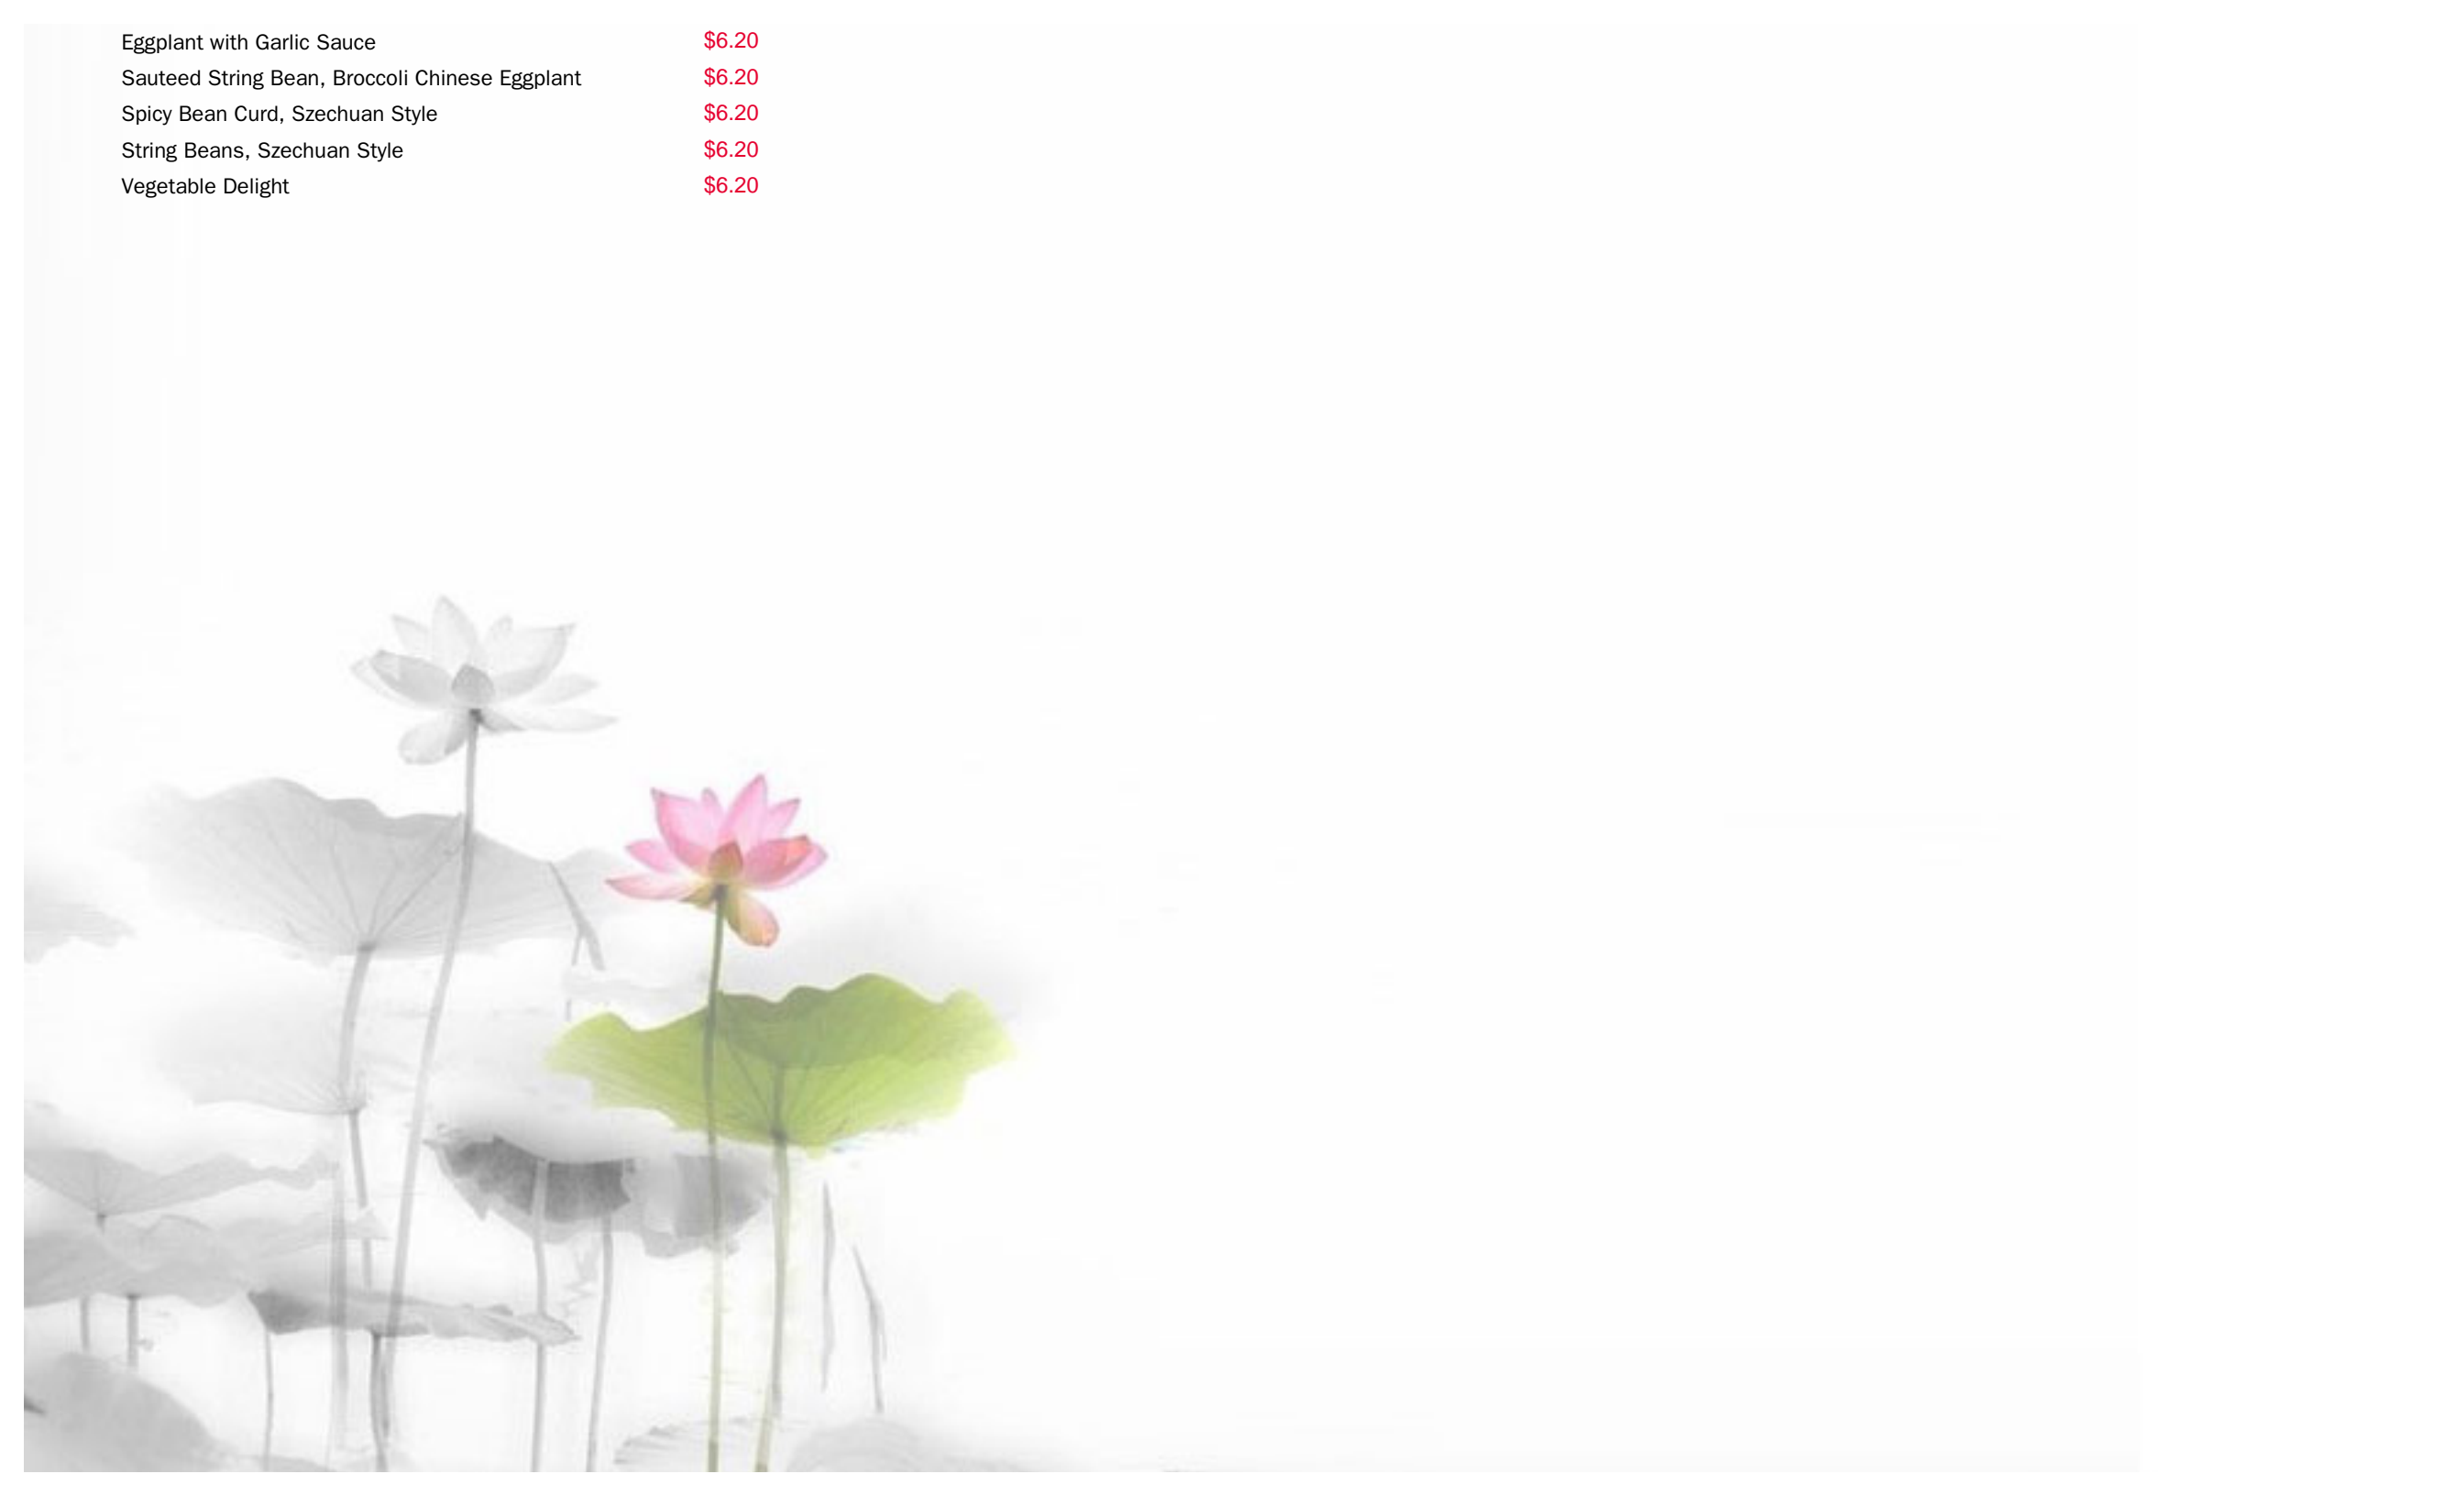 Eggplant with Garlic Sauce $6.20
Sauteed String Bean, Broccoli Chinese Eggplant $6.20
Spicy Bean Curd, Szechuan Style $6.20
String Beans, Szechuan Style $6.20
Vegetable Delight $6.20